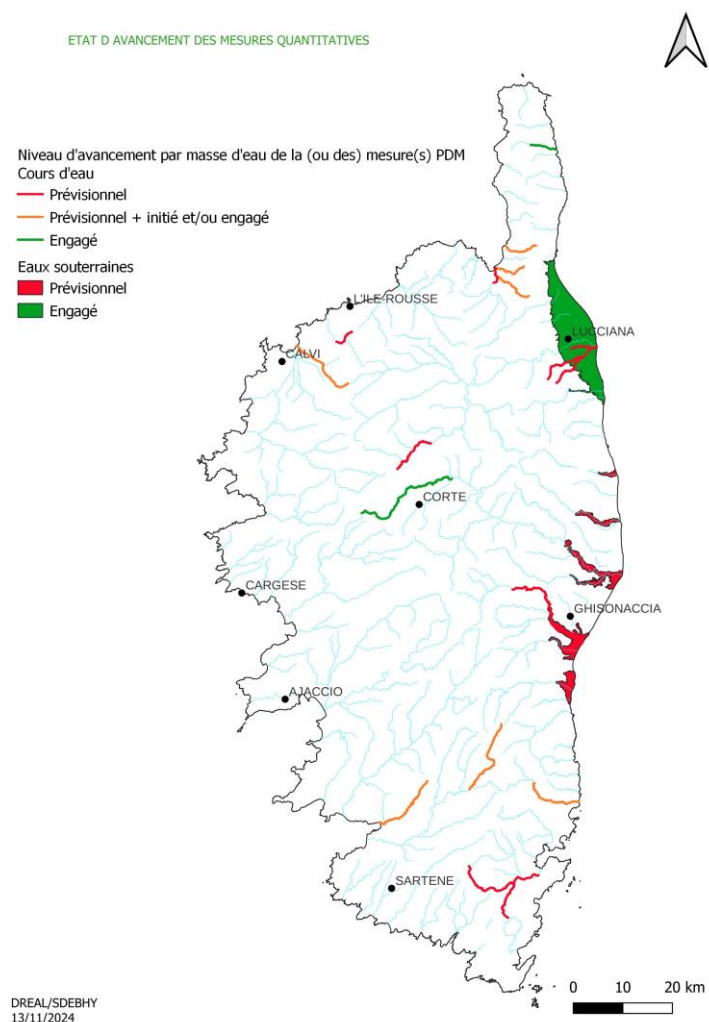 ETAT D AVANCEMENT DES MESURES QUANTITATIVES
Niveau d'avancement par masse d'eau de la (ou des) mesure(s) PDM
Cours d'eau
Prévisionnel
Prévisionnel + initié et/ou engagé
Engagé
Eaux souterraines
Prévisionnel
Engagé
L'ILE-ROUSSE
LUCCIANA
CALVI
CORTE
CARGESE
GHISONACCIA
AJACCIO
SARTENE
0 10 20 km
DREAL/SDEBHY
13/11/2024